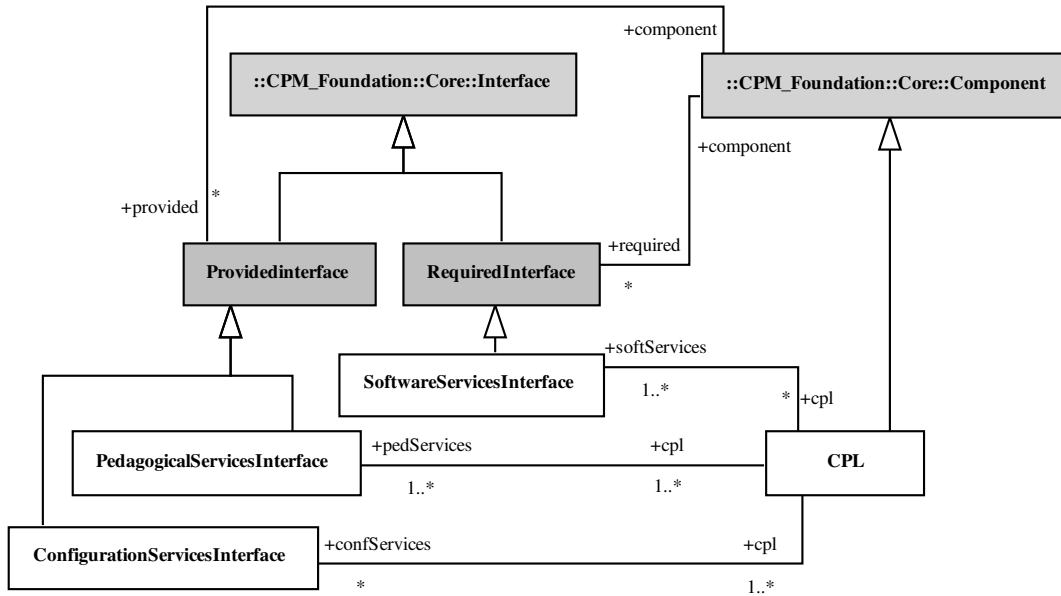 +component
::CPM_Foundation::Core::Interface
::CPM_Foundation::Core::Component
+component
*
+provided
+required
Providedinterface
RequiredInterface
*
+softServices
SoftwareServicesInterface
1..*
*
+cpl
+pedServices
+cpl
PedagogicalServicesInterface
CPL
1..*
1..*
+confServices
+cpl
ConfigurationServicesInterface
*
1..*